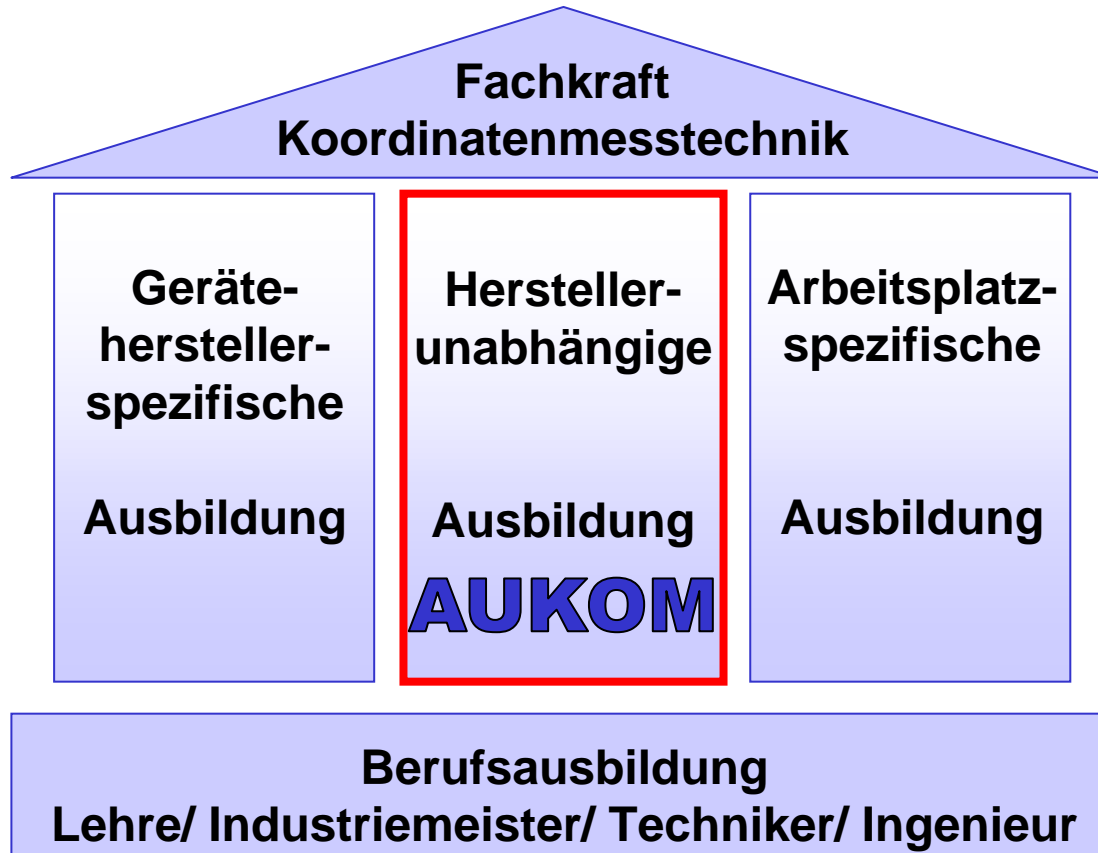 Fachkraft
Koordinatenmesstechnik
Geräte-
hersteller-
spezifische
Ausbildung
Hersteller-
unabhängige
Ausbildung
AUKOM
Arbeitsplatz-
spezifische
Ausbildung
Berufsausbildung
Lehre/ Industriemeister/ Techniker/ Ingenieur